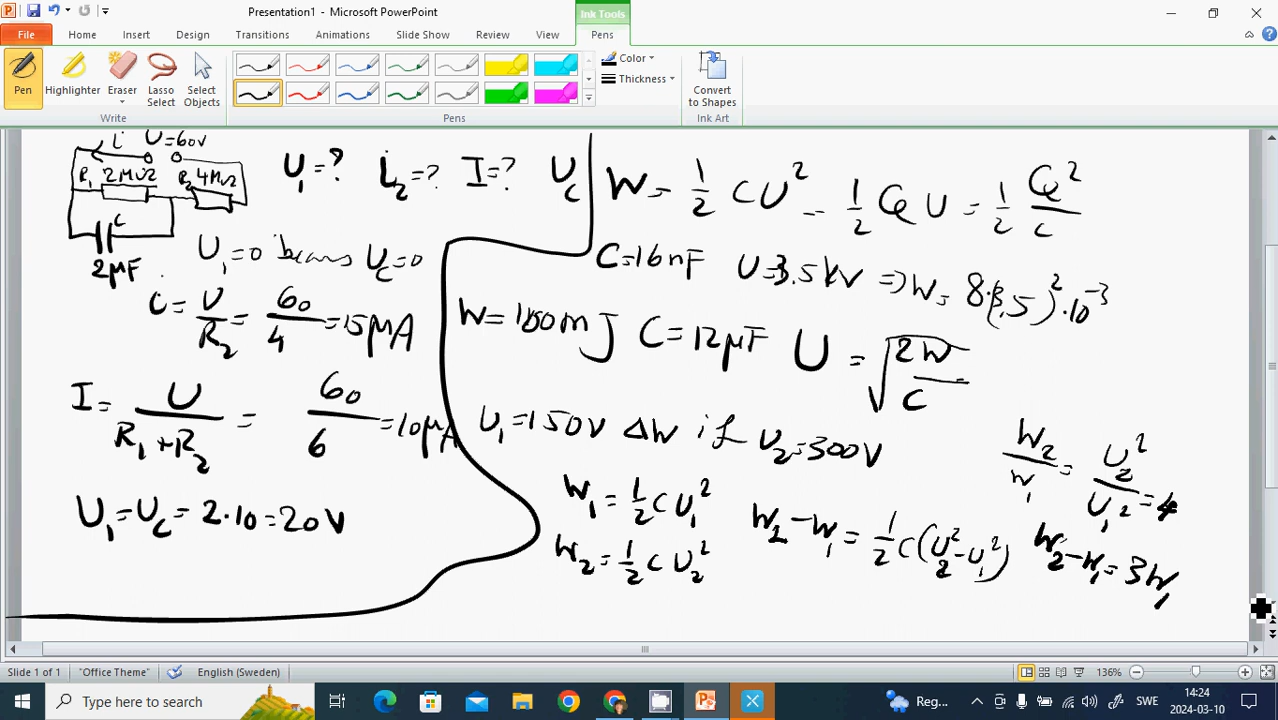 Presentation1 - Microsoft PowerPoint
Ink Tools
File Home Insert Design Transitions Animations Slide Show Review View Pens
Pen Highlighter Eraser Lasso Select Select Objects
Color
Thickness
Convert to Shapes
Write Pens Ink Art
i U=60V
R₁ 2MΩ R₂ 4MΩ
C
2μF
U₁=? i₂=? I=? U_C
U₁=0 U_C=0
i = U/R₂ = 60/4 = 15μA
I = U/(R₁+R₂) = 60/6 = 10μA
U₁=U_C=2·10=20V
W = 1/2 CU² = 1/2 QU = 1/2 Q²/C
C=16nF U=3.5kV ⇒ W= 8·(3.5)²·10⁻³
W= mJ C=12μF U = √(2W/C)
U₁=150V ΔW if U₂=300V
W₁ = 1/2 CU₁²
W₂ = 1/2 CU₂²
W₂-W₁ = 1/2 C(U₂²-U₁²)
W₂/W₁ = U₂²/U₁² = 4
W₂-W₁=3W₁
Slide 1 of 1 "Office Theme" English (Sweden) 136%
Type here to search
Reg... SWE 14:24
2024-03-10